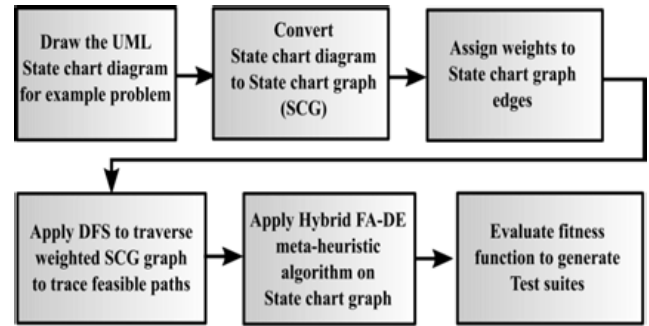 Draw the UML
State chart diagram
for example problem
Convert
State chart diagram
to State chart graph
(SCG)
Assign weights to
State chart graph
edges
Apply DFS to traverse
weighted SCG graph
to trace feasible paths
Apply Hybrid FA-DE
meta-heuristic
algorithm on
State chart graph
Evaluate fitness
function to generate
Test suites